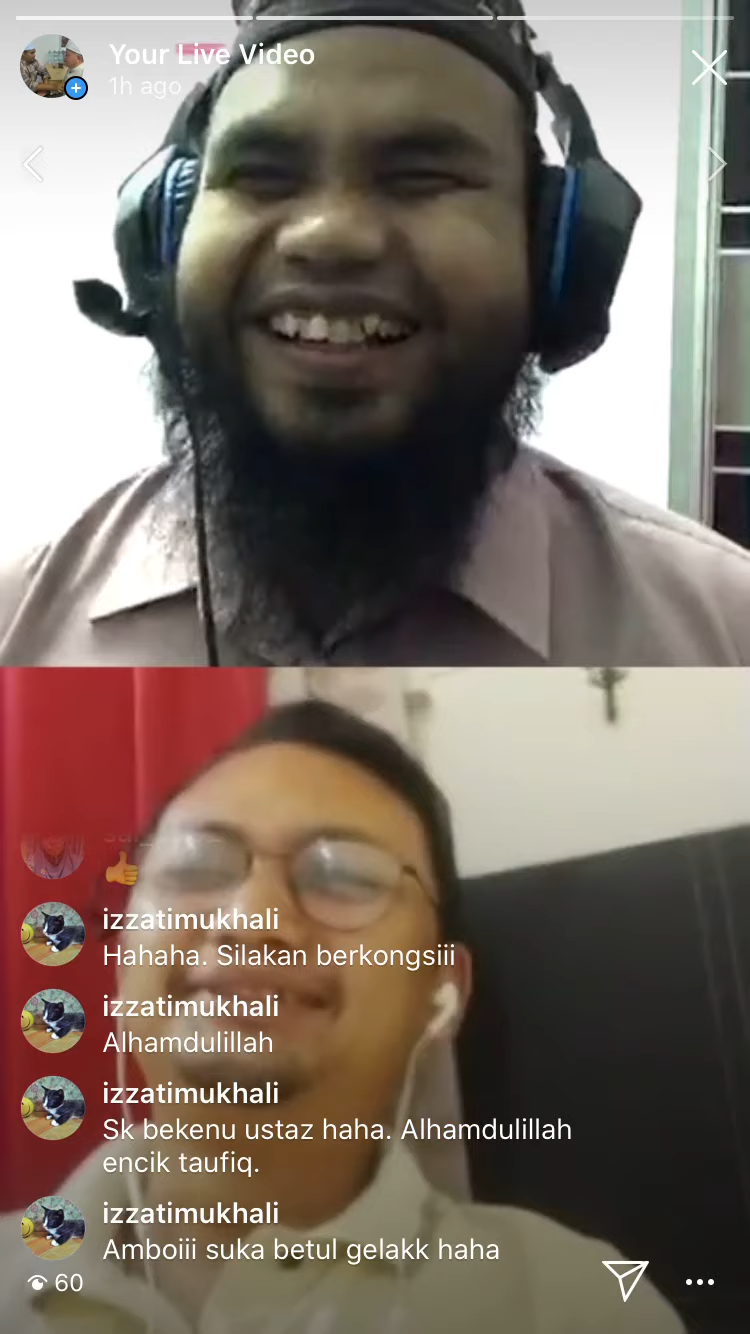 Your Live Video
1h ago
izzatimukhali
Hahaha. Silakan berkongsiii
izzatimukhali
Alhamdulillah
izzatimukhali
Sk bekenu ustaz haha. Alhamdulillah
encik taufiq.
izzatimukhali
Amboiii suka betul gelakk haha
60